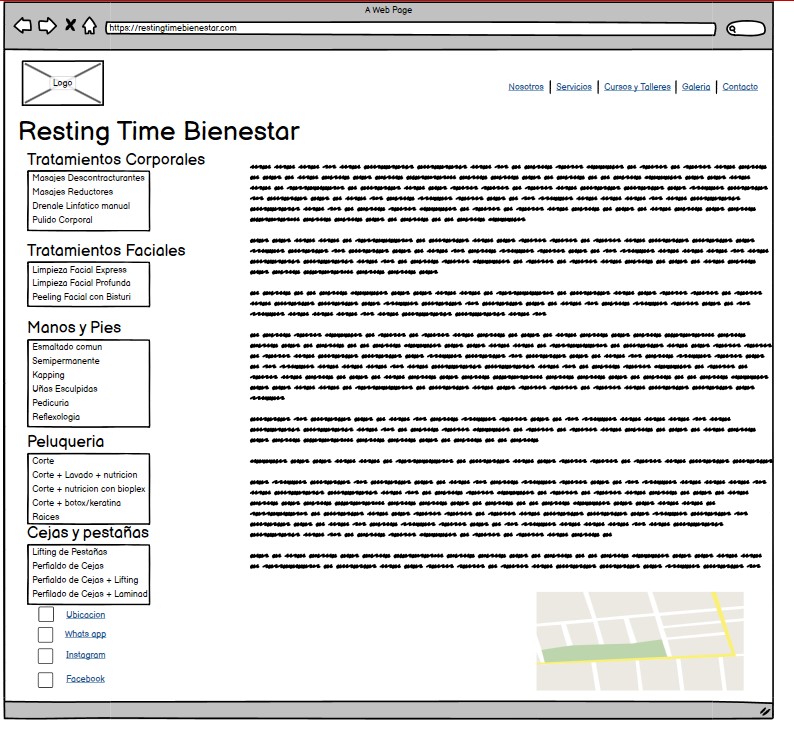 A Web Page
https://restingtimebienestar.com
Logo
Nosotros | Servicios | Cursos y Talleres | Galeria | Contacto
Resting Time Bienestar
Tratamientos Corporales
Masajes Descontracturantes
Masajes Reductores
Drenale Linfatico manual
Pulido Corporal
Tratamientos Faciales
Limpieza Facial Express
Limpieza Facial Profunda
Peeling Facial con Bisturi
Manos y Pies
Esmaltado comun
Semipermanente
Kapping
Uñas Esculpidas
Pedicuria
Reflexologia
Peluqueria
Corte
Corte + Lavado + nutricion
Corte + nutricion con bioplex
Corte + botox/keratina
Raices
Cejas y pestañas
Lifting de Pestañas
Perfialdo de Cejas
Perfialdo de Cejas + Lifting
Perfilado de Cejas + Laminad
Ubicacion
Whats app
Instagram
Facebook